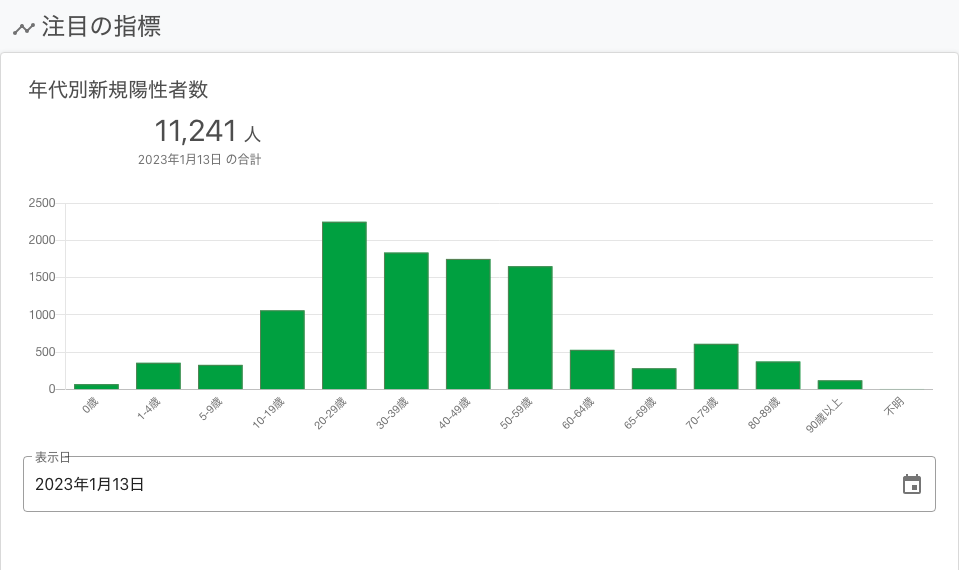 注目の指標
年代別新規陽性者数
11,241 人
2023年1月13日 の合計
2500
2000
1500
1000
500
0
0歳
1-4歳
5-9歳
10-19歳
20-29歳
30-39歳
40-49歳
50-59歳
60-64歳
65-69歳
70-79歳
80-89歳
90歳以上
不明
表示日
2023年1月13日